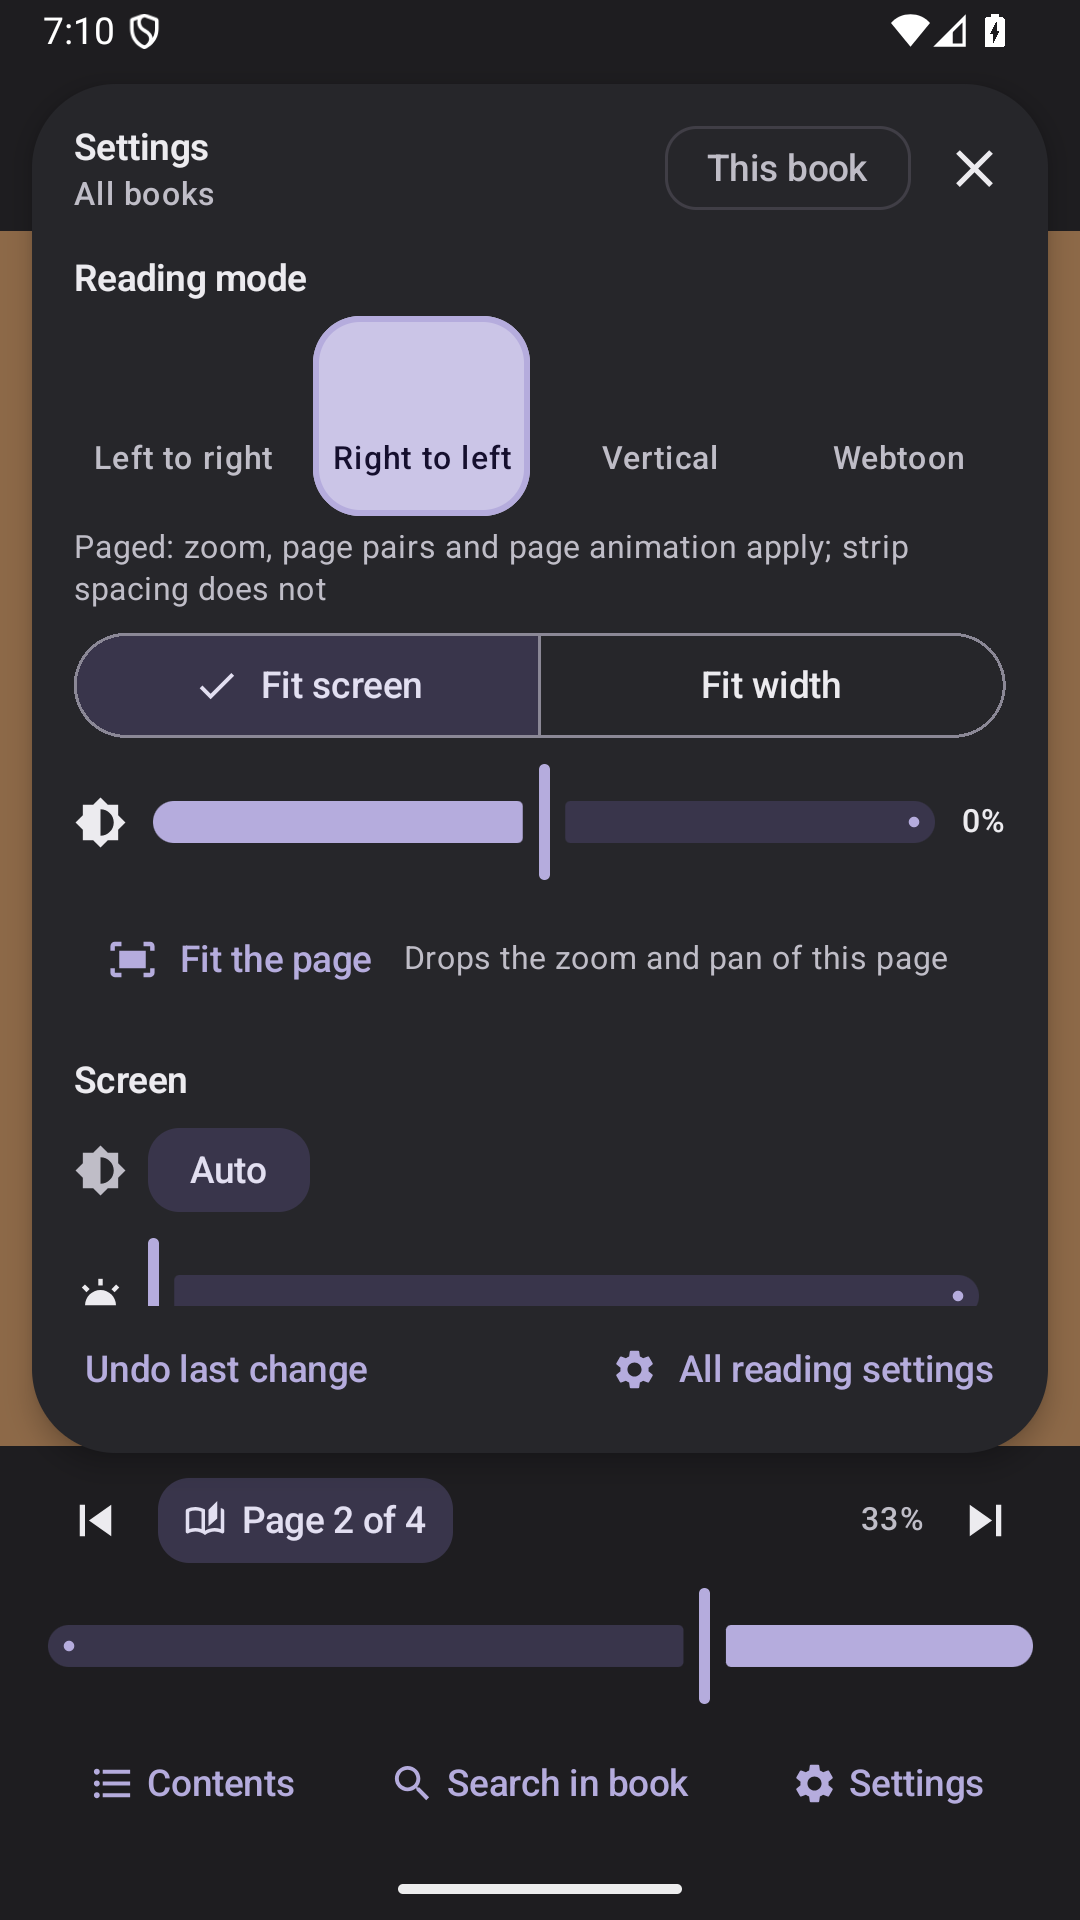 7:10
Settings
All books
This book
Reading mode
Left to right
Right to left
Vertical
Webtoon
Paged: zoom, page pairs and page animation apply; strip
spacing does not
Fit screen
Fit width
0%
Fit the page
Drops the zoom and pan of this page
Screen
Auto
Undo last change
All reading settings
Page 2 of 4
33%
Contents
Search in book
Settings